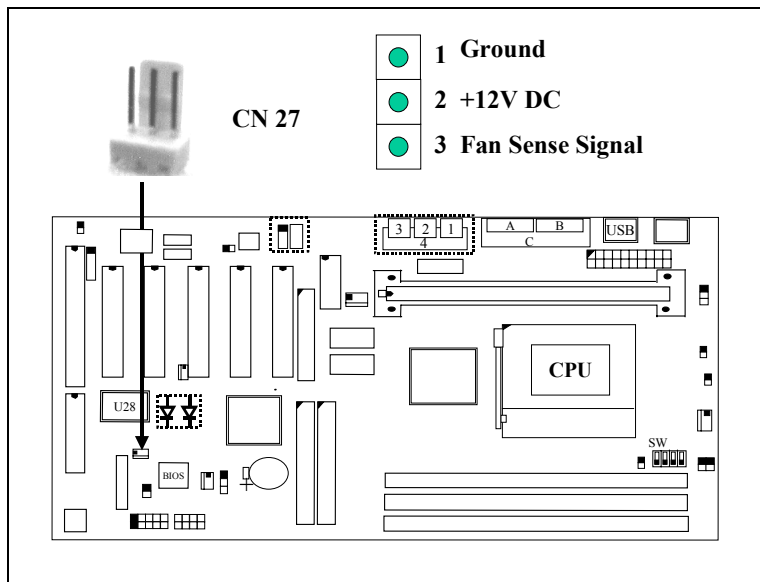 1 Ground
CN 27
2 +12V DC
3 Fan Sense Signal
3 2 1
4
A B
C
USB
CPU
U28
SW
BIOS
+